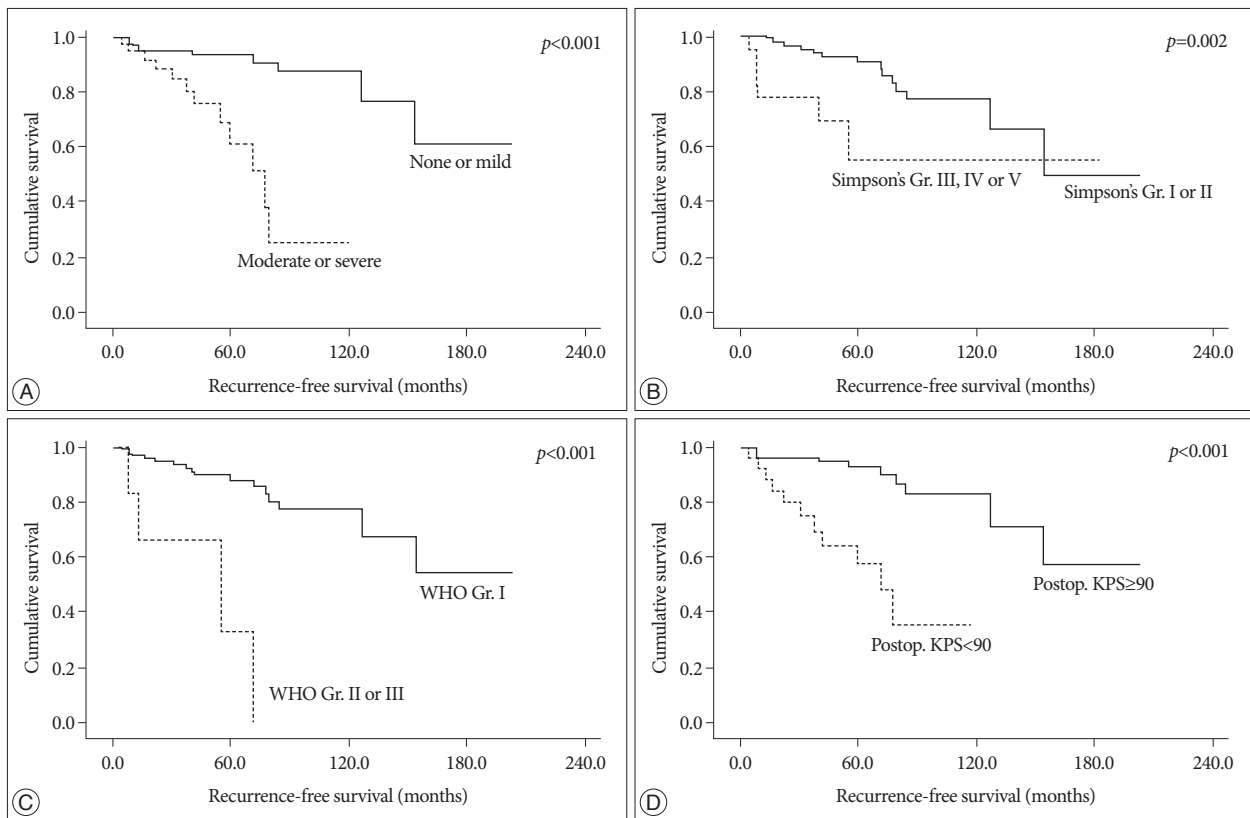 1.0
0.8
0.6
0.4
0.2
0.0
Cumulative survival
p<0.001
None or mild
Moderate or severe
0.0 60.0 120.0 180.0 240.0
Recurrence-free survival (months)
A
1.0
0.8
0.6
0.4
0.2
0.0
Cumulative survival
p=0.002
Simpson's Gr. III, IV or V
Simpson's Gr. I or II
0.0 60.0 120.0 180.0 240.0
Recurrence-free survival (months)
B
1.0
0.8
0.6
0.4
0.2
0.0
Cumulative survival
p<0.001
WHO Gr. I
WHO Gr. II or III
0.0 60.0 120.0 180.0 240.0
Recurrence-free survival (months)
C
1.0
0.8
0.6
0.4
0.2
0.0
Cumulative survival
p<0.001
Postop. KPS≥90
Postop. KPS<90
0.0 60.0 120.0 180.0 240.0
Recurrence-free survival (months)
D